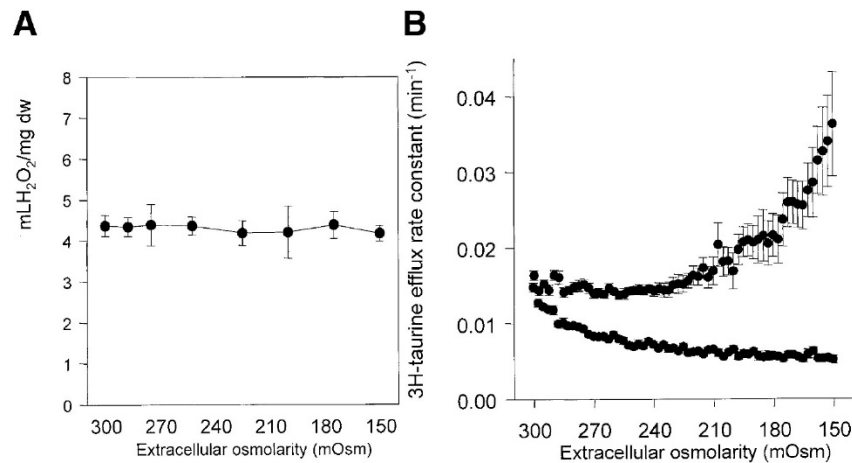 A
mLH₂O₂/mg dw
8
7
6
5
4
3
2
1
0
300 270 240 210 180 150
Extracellular osmolarity (mOsm)
B
3H-taurine efflux rate constant (min⁻¹)
0.04
0.03
0.02
0.01
0.00
300 270 240 210 180 150
Extracellular osmolarity (mOsm)